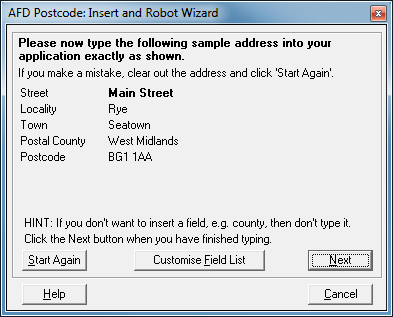 AFD Postcode: Insert and Robot Wizard
Please now type the following sample address into your
application exactly as shown.
If you make a mistake, clear out the address and click 'Start Again'.
Street Main Street
Locality Rye
Town Seatown
Postal County West Midlands
Postcode BG1 1AA
HINT: If you don't want to insert a field, e.g. county, then don't type it.
Click the Next button when you have finished typing.
Start Again Customise Field List Next
Help Cancel